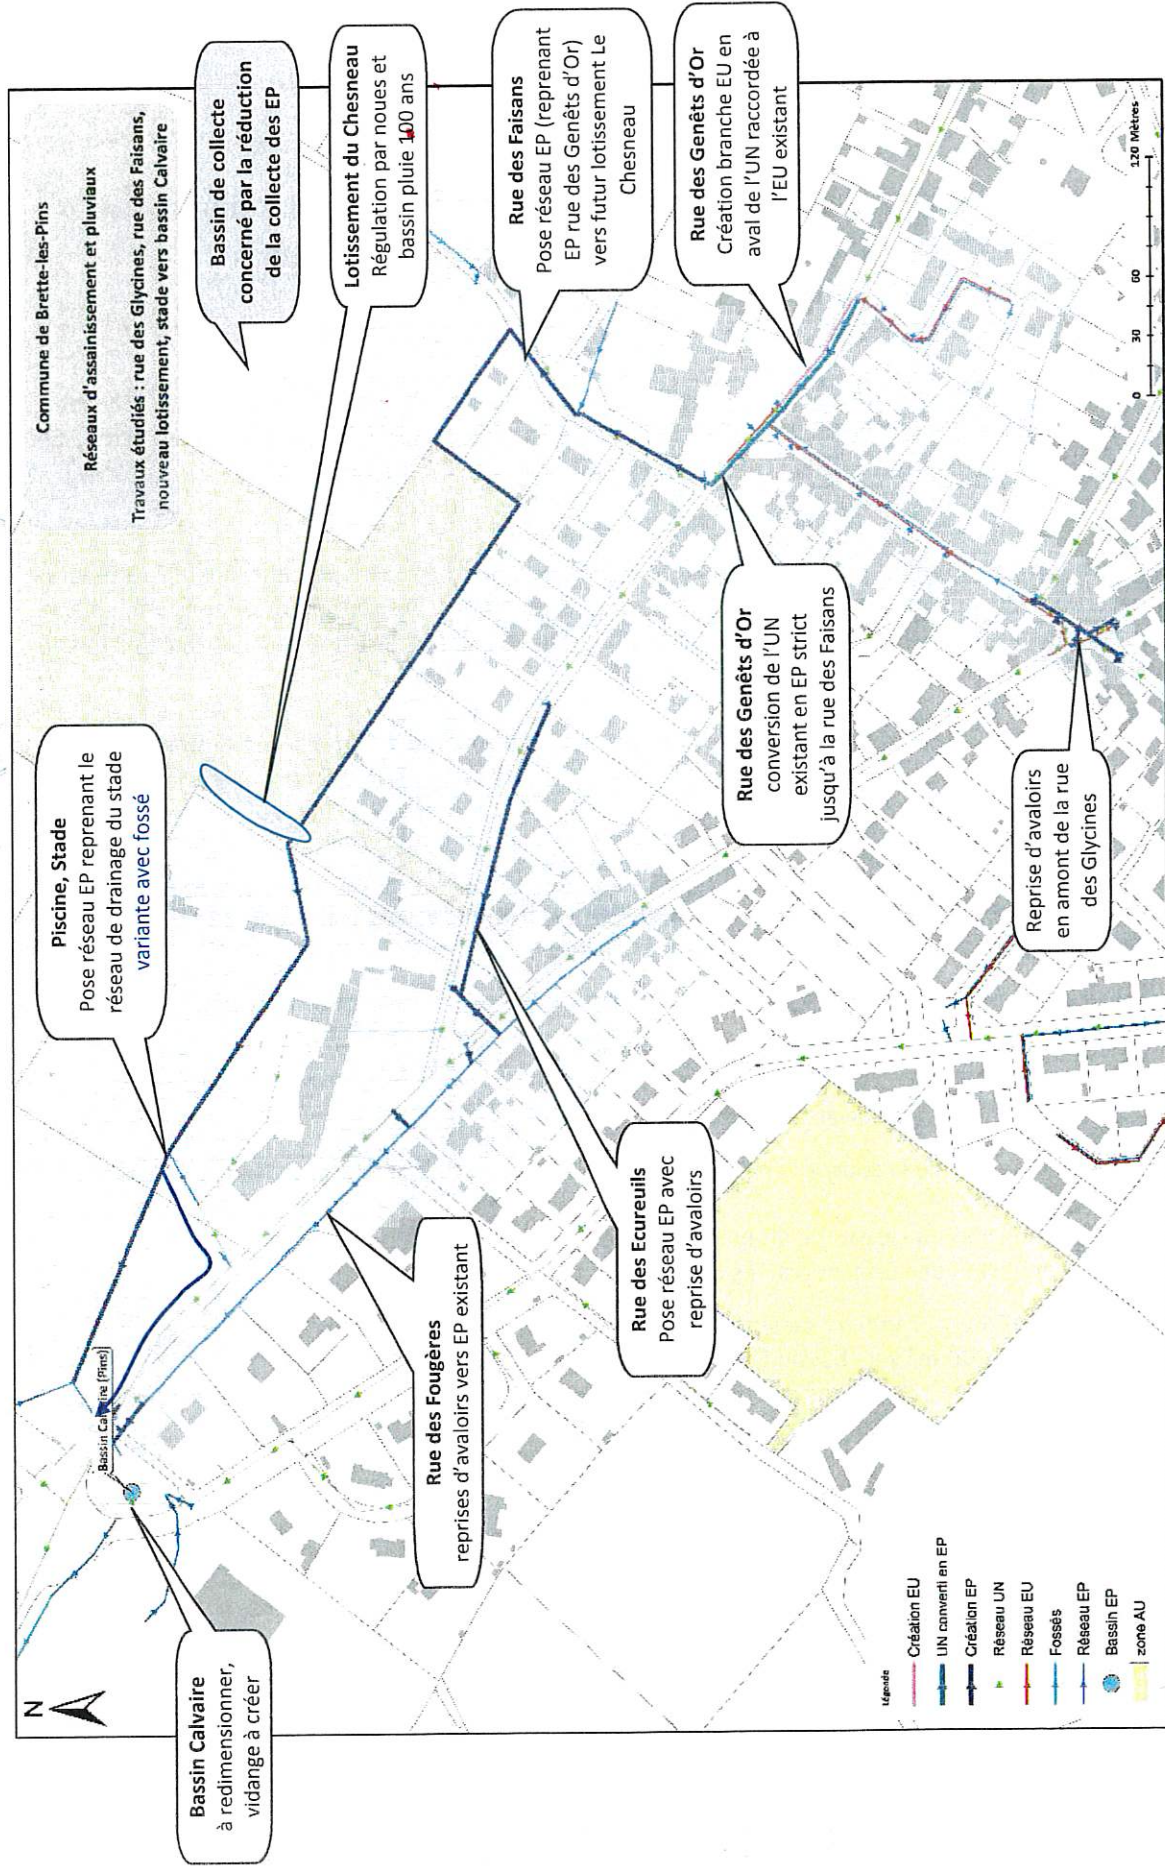 Commune de Brette-les-Pins
Réseaux d'assainissement et pluviaux
Travaux étudiés : rue des Glycines, rue des Faisans,
nouveau lotissement, stade vers bassin Calvaire
N
Bassin Calvaire
à redimensionner,
vidange à créer
Bassin Calvaire (Pins)
Piscine, Stade
Pose réseau EP reprenant le
réseau de drainage du stade
variante avec fossé
Bassin de collecte
concerné par la réduction
de la collecte des EP
Lotissement du Chesneau
Régulation par noues et
bassin pluie 100 ans
Rue des Faisans
Pose réseau EP (reprenant
EP rue des Genêts d'Or)
vers futur lotissement Le
Chesneau
Rue des Genêts d'Or
Création branche EU en
aval de l'UN raccordée à
l'EU existant
Rue des Genêts d'Or
conversion de l'UN
existant en EP strict
jusqu'à la rue des Faisans
Reprise d'avaloirs
en amont de la rue
des Glycines
Rue des Ecureuils
Pose réseau EP avec
reprise d'avaloirs
Rue des Fougères
reprises d'avaloirs vers EP existant
Légende
Création EU
UN converti en EP
Création EP
Réseau UN
Réseau EU
Fossés
Réseau EP
Bassin EP
zone AU
0 30 60 120 Mètres